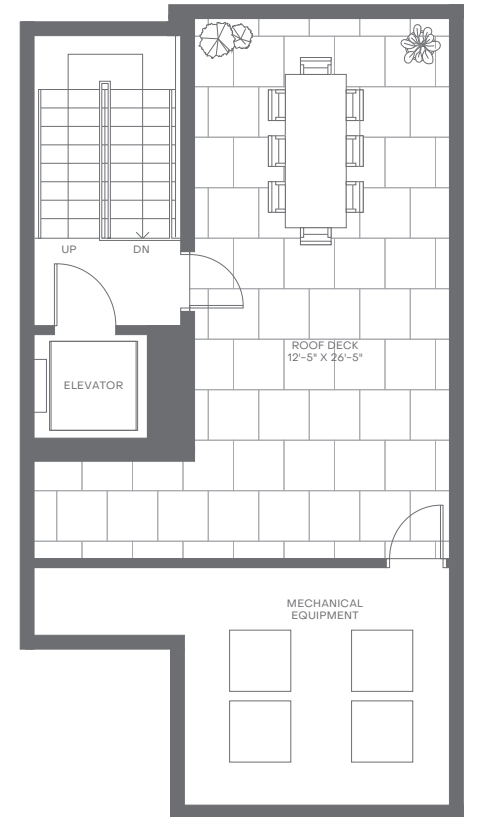 UP
DN
ROOF DECK
12'-5" X 26'-5"
ELEVATOR
MECHANICAL
EQUIPMENT